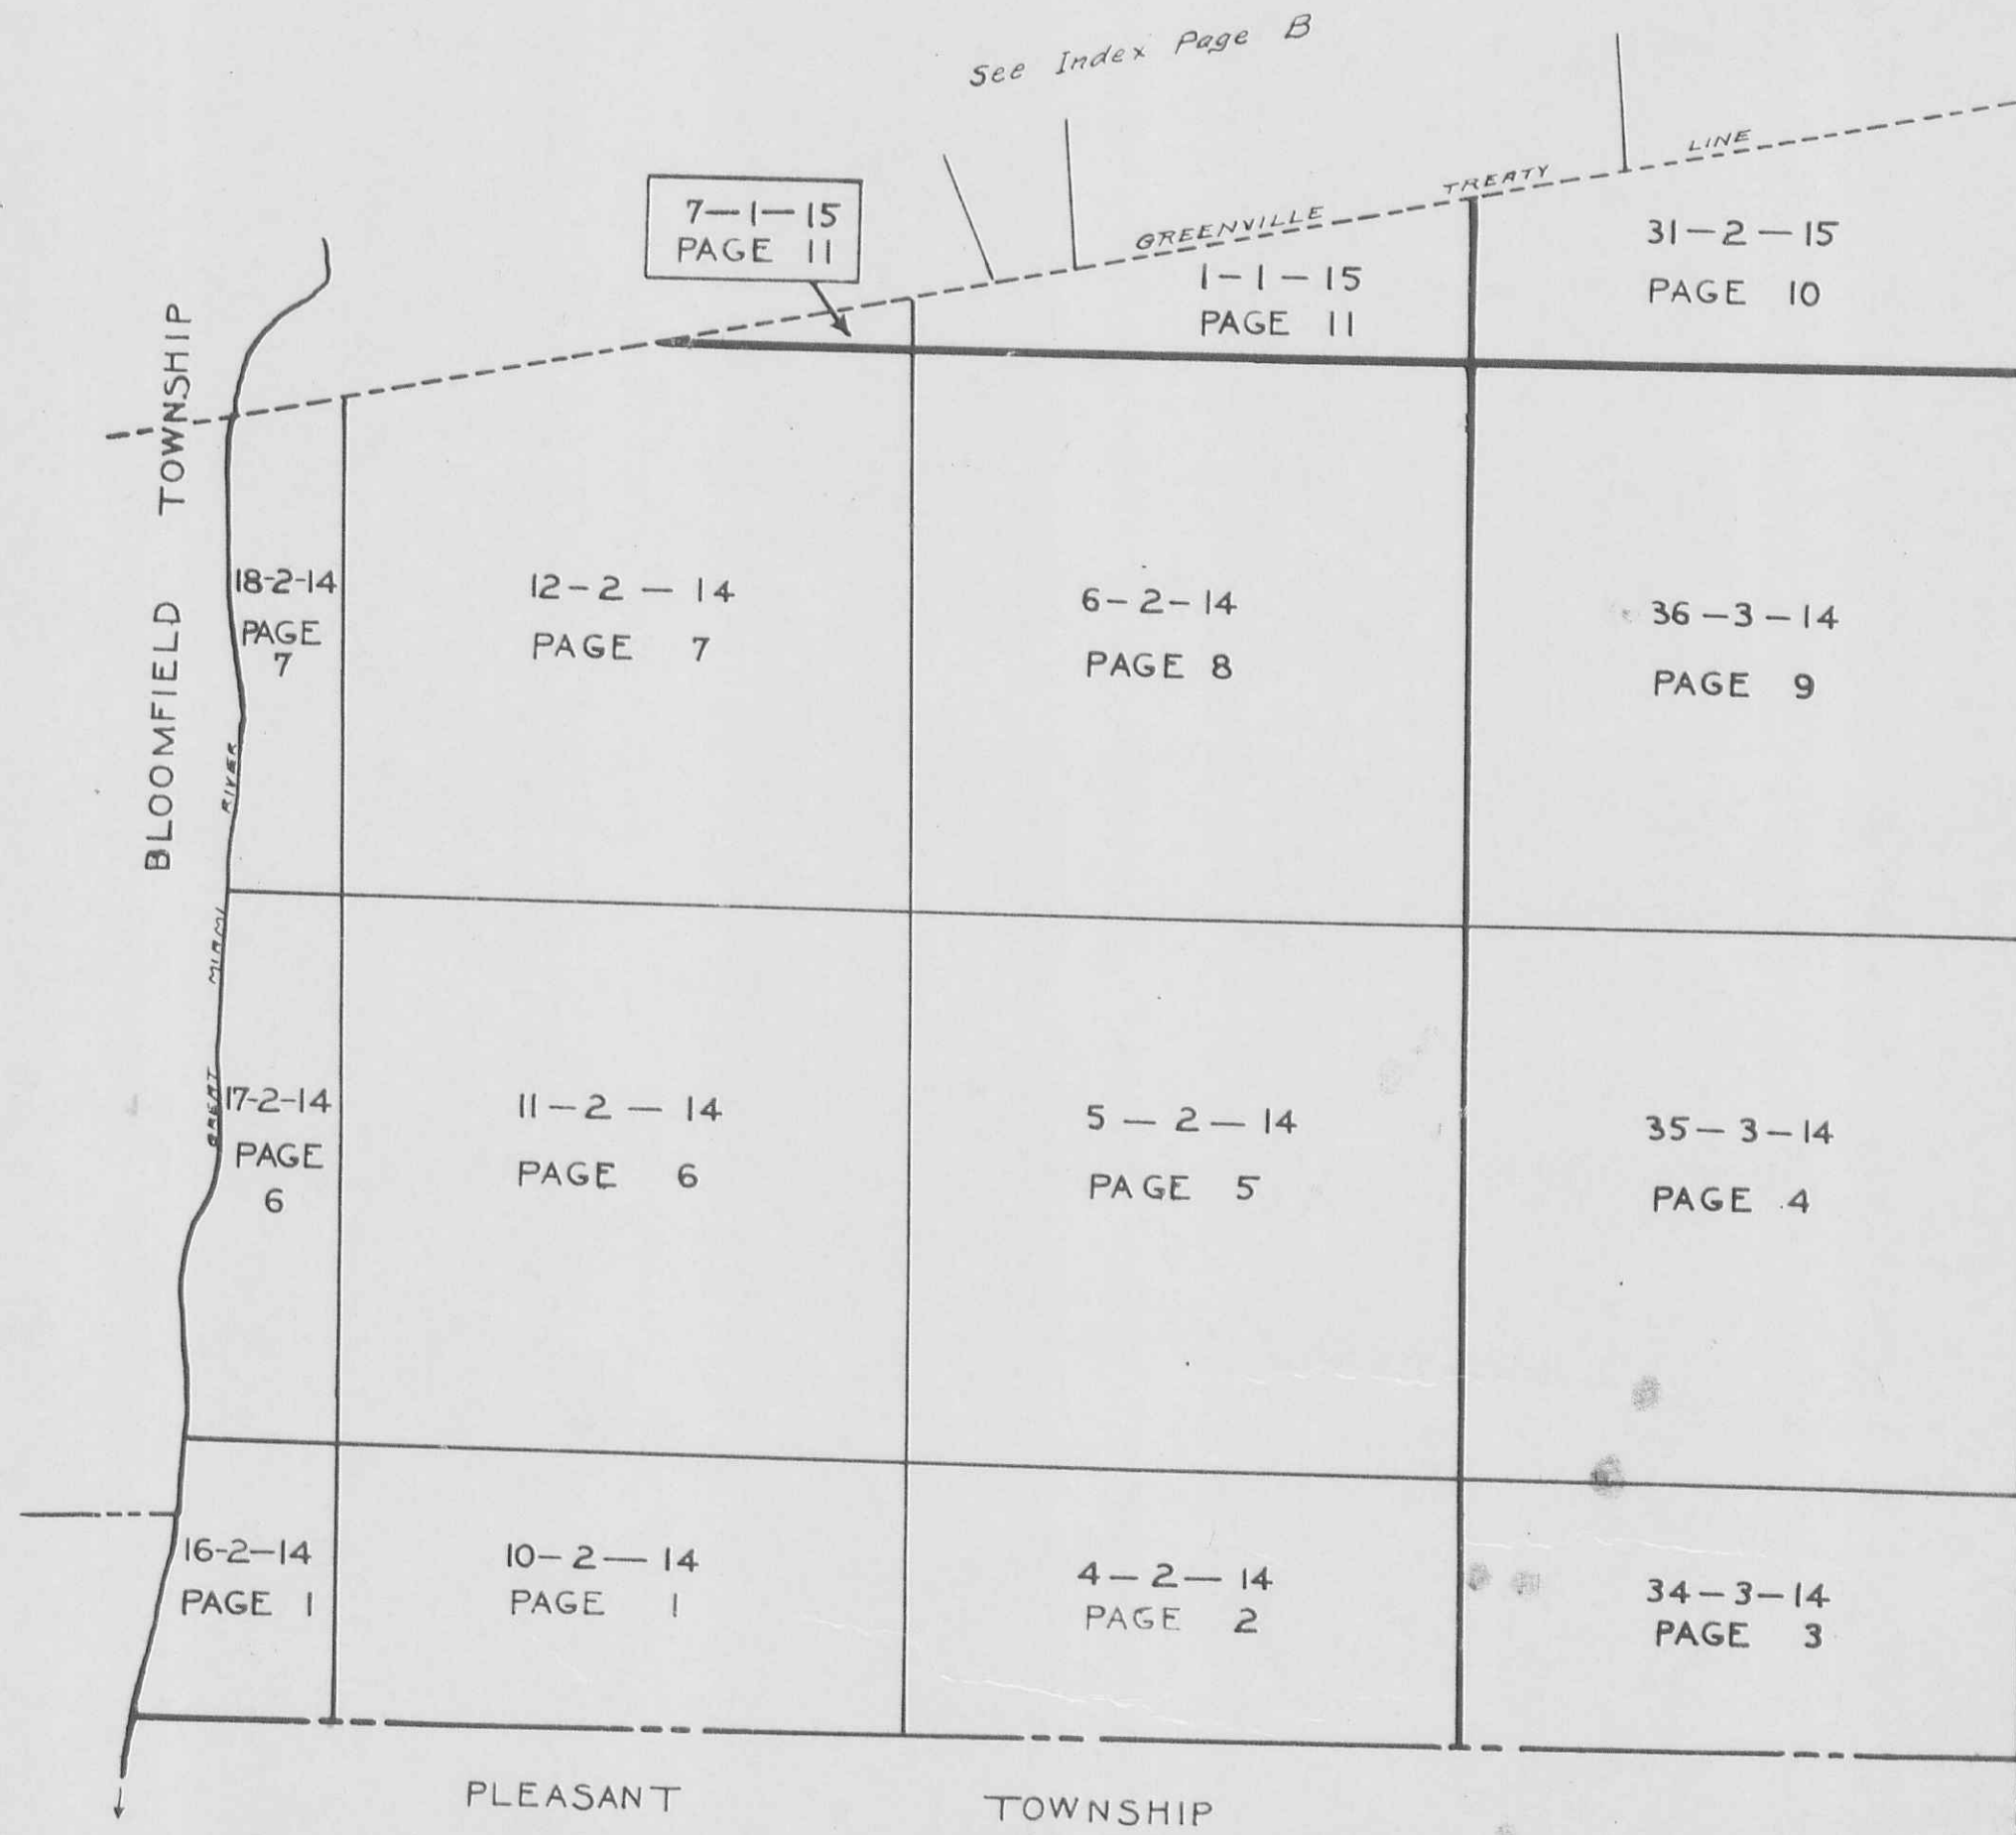 See Index Page B
GREENVILLE TREATY LINE
7-1-15
PAGE 11
1-1-15
PAGE 11
31-2-15
PAGE 10
BLOOMFIELD TOWNSHIP
18-2-14
PAGE
7
12-2-14
PAGE 7
6-2-14
PAGE 8
36-3-14
PAGE 9
GREAT MIAMI RIVER
17-2-14
PAGE
6
11-2-14
PAGE 6
5-2-14
PAGE 5
35-3-14
PAGE 4
16-2-14
PAGE 1
10-2-14
PAGE 1
4-2-14
PAGE 2
34-3-14
PAGE 3
PLEASANT TOWNSHIP